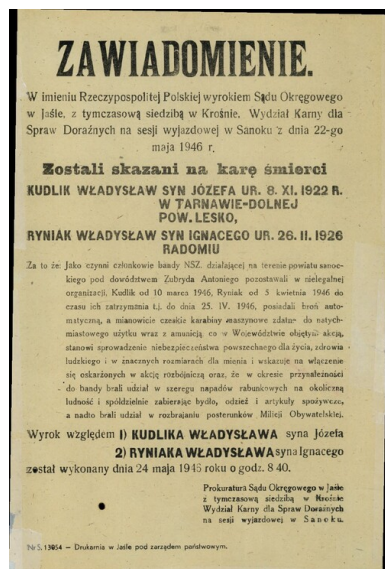 ZAWIADOMIENIE.
W imieniu Rzeczypospolitej Polskiej wyrokiem Sądu Okręgowego
w Jaśle, z tymczasową siedzibą w Krośnie, Wydział Karny dla
Spraw Doraźnych na sesji wyjazdowej w Sanoku z dnia 22-go
maja 1946 r.
Zostali skazani na karę śmierci
KUDLIK WŁADYSŁAW SYN JÓZEFA UR. 8. XI. 1922 R.
W TARNAWIE-DOLNEJ
POW. LESKO,
RYNIAK WŁADYSŁAW SYN IGNACEGO UR. 26. II. 1926
RADOMIU
Za to że: Jako czynni członkowie bandy NSZ. działającej na terenie powiatu sanoc-
kiego pod dowództwem Żubryda Antoniego pozostawali w nielegalnej
organizacji, Kudlik od 10 marca 1946, Ryniak od 5 kwietnia 1946 do
czasu ich zatrzymania t.j. do dnia 25. IV. 1946, posiadali broń auto-
matyczną, a mianowicie czeskie karabiny maszynowe zdatne do natych-
miastowego użytku wraz z amunicją co w Województwie objętym akcją,
stanowi sprowadzenie niebezpieczeństwa powszechnego dla życia, zdrowia
ludzkiego i w znacznych rozmiarach dla mienia i wskazuje na włączenie
się oskarżonych w akcję rozbójniczą oraz, że w okresie przynależności
do bandy brali udział w szeregu napadów rabunkowych na okoliczną
ludność i spółdzielnie zabierając bydło, odzież i artykuły spożywcze,
a nadto brali udział w rozbrajaniu posterunków Milicji Obywatelskiej.
Wyrok względem 1) KUDLIKA WŁADYSŁAWA syna Józefa
2) RYNIAKA WŁADYSŁAWA syna Ignacego
został wykonany dnia 24 maja 1946 roku o godz. 8 40.
Prokuratura Sądu Okręgowego w Jaśle
z tymczasową siedzibą w Krośnie
Wydział Karny dla Spraw Doraźnych
na sesji wyjazdowej w Sanoku.
Nr 5. 13054 — Drukarnia w Jaśle pod zarządem państwowym.